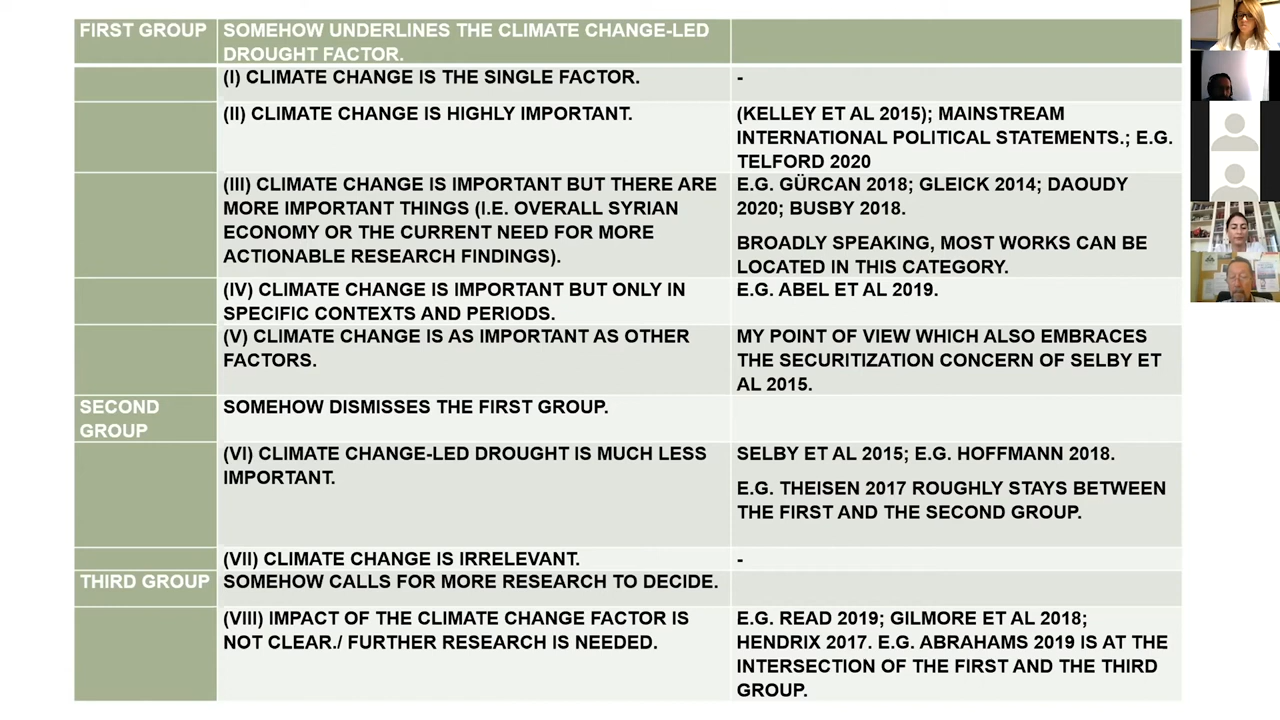 FIRST GROUP
SOMEHOW UNDERLINES THE CLIMATE CHANGE-LED
DROUGHT FACTOR.
(I) CLIMATE CHANGE IS THE SINGLE FACTOR.
-
(II) CLIMATE CHANGE IS HIGHLY IMPORTANT.
(KELLEY ET AL 2015); MAINSTREAM
INTERNATIONAL POLITICAL STATEMENTS.; E.G.
TELFORD 2020
(III) CLIMATE CHANGE IS IMPORTANT BUT THERE ARE
MORE IMPORTANT THINGS (I.E. OVERALL SYRIAN
ECONOMY OR THE CURRENT NEED FOR MORE
ACTIONABLE RESEARCH FINDINGS).
E.G. GÜRCAN 2018; GLEICK 2014; DAOUDY
2020; BUSBY 2018.
BROADLY SPEAKING, MOST WORKS CAN BE
LOCATED IN THIS CATEGORY.
(IV) CLIMATE CHANGE IS IMPORTANT BUT ONLY IN
SPECIFIC CONTEXTS AND PERIODS.
E.G. ABEL ET AL 2019.
(V) CLIMATE CHANGE IS AS IMPORTANT AS OTHER
FACTORS.
MY POINT OF VIEW WHICH ALSO EMBRACES
THE SECURITIZATION CONCERN OF SELBY ET
AL 2015.
SECOND
GROUP
SOMEHOW DISMISSES THE FIRST GROUP.
(VI) CLIMATE CHANGE-LED DROUGHT IS MUCH LESS
IMPORTANT.
SELBY ET AL 2015; E.G. HOFFMANN 2018.
E.G. THEISEN 2017 ROUGHLY STAYS BETWEEN
THE FIRST AND THE SECOND GROUP.
(VII) CLIMATE CHANGE IS IRRELEVANT.
-
THIRD GROUP
SOMEHOW CALLS FOR MORE RESEARCH TO DECIDE.
(VIII) IMPACT OF THE CLIMATE CHANGE FACTOR IS
NOT CLEAR./ FURTHER RESEARCH IS NEEDED.
E.G. READ 2019; GILMORE ET AL 2018;
HENDRIX 2017. E.G. ABRAHAMS 2019 IS AT THE
INTERSECTION OF THE FIRST AND THE THIRD
GROUP.